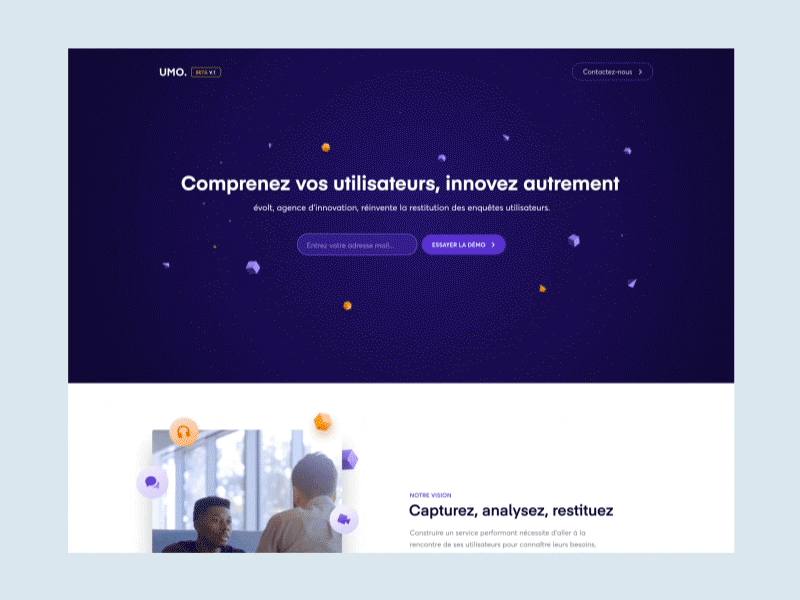 UMO. BETA V.1
Contactez-nous
Comprenez vos utilisateurs, innovez autrement
évolt, agence d'innovation, réinvente la restitution des enquêtes utilisateurs.
Entrez votre adresse mail...
ESSAYER LA DÉMO
NOTRE VISION
Capturez, analysez, restituez
Construire un service performant nécessite d'aller à la
rencontre de ses utilisateurs pour connaître leurs besoins,